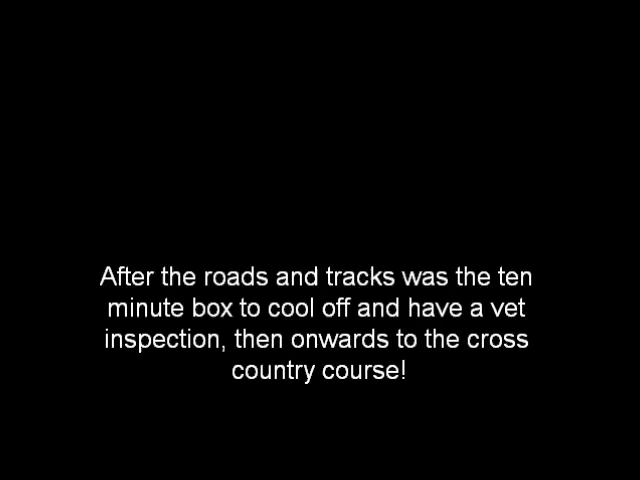 After the roads and tracks was the ten
minute box to cool off and have a vet
inspection, then onwards to the cross
country course!